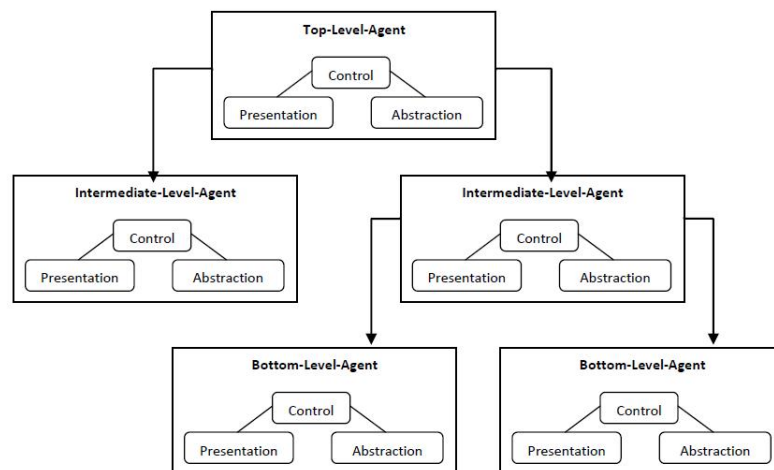 Top-Level-Agent
Control
Presentation Abstraction
Intermediate-Level-Agent Intermediate-Level-Agent
Control Control
Presentation Abstraction Presentation Abstraction
Bottom-Level-Agent Bottom-Level-Agent
Control Control
Presentation Abstraction Presentation Abstraction